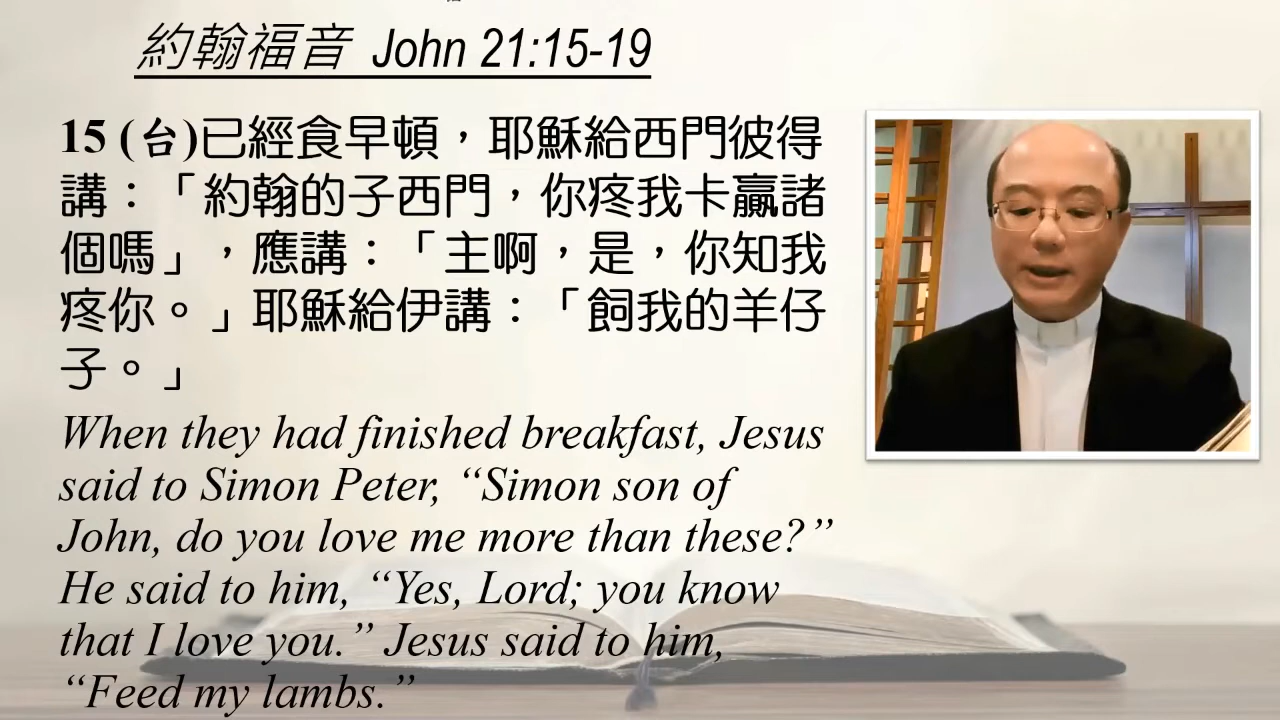 約翰福音 John 21:15-19
15 (台)已經食早頓，耶穌給西門彼得
講：「約翰的子西門，你疼我卡贏諸
個嗎」，應講：「主啊，是，你知我
疼你。」耶穌給伊講：「飼我的羊仔
子。」
When they had finished breakfast, Jesus
said to Simon Peter, “Simon son of
John, do you love me more than these?”
He said to him, “Yes, Lord; you know
that I love you.” Jesus said to him,
“Feed my lambs.”